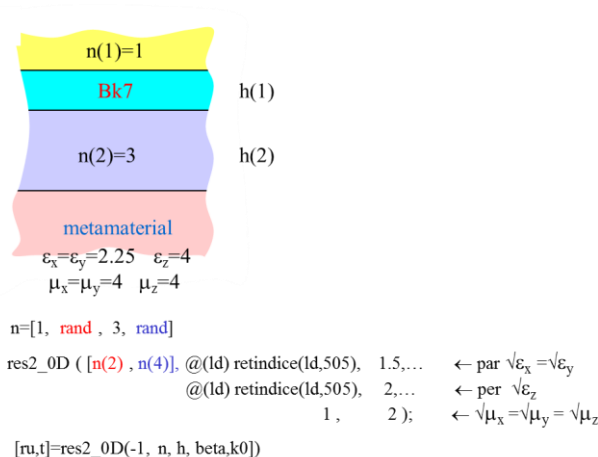 n(1)=1
Bk7 h(1)
n(2)=3 h(2)
metamaterial
εx=εy=2.25 εz=4
μx=μy=4 μz=4
n=[1, rand , 3, rand]
res2_0D ( [n(2) , n(4)], @(ld) retindice(ld,505), 1.5,… ← par √εx =√εy
@(ld) retindice(ld,505), 2,… ← per √εz
1 , 2 ); ← √μx =√μy = √μz
[ru,t]=res2_0D(-1, n, h, beta,k0])